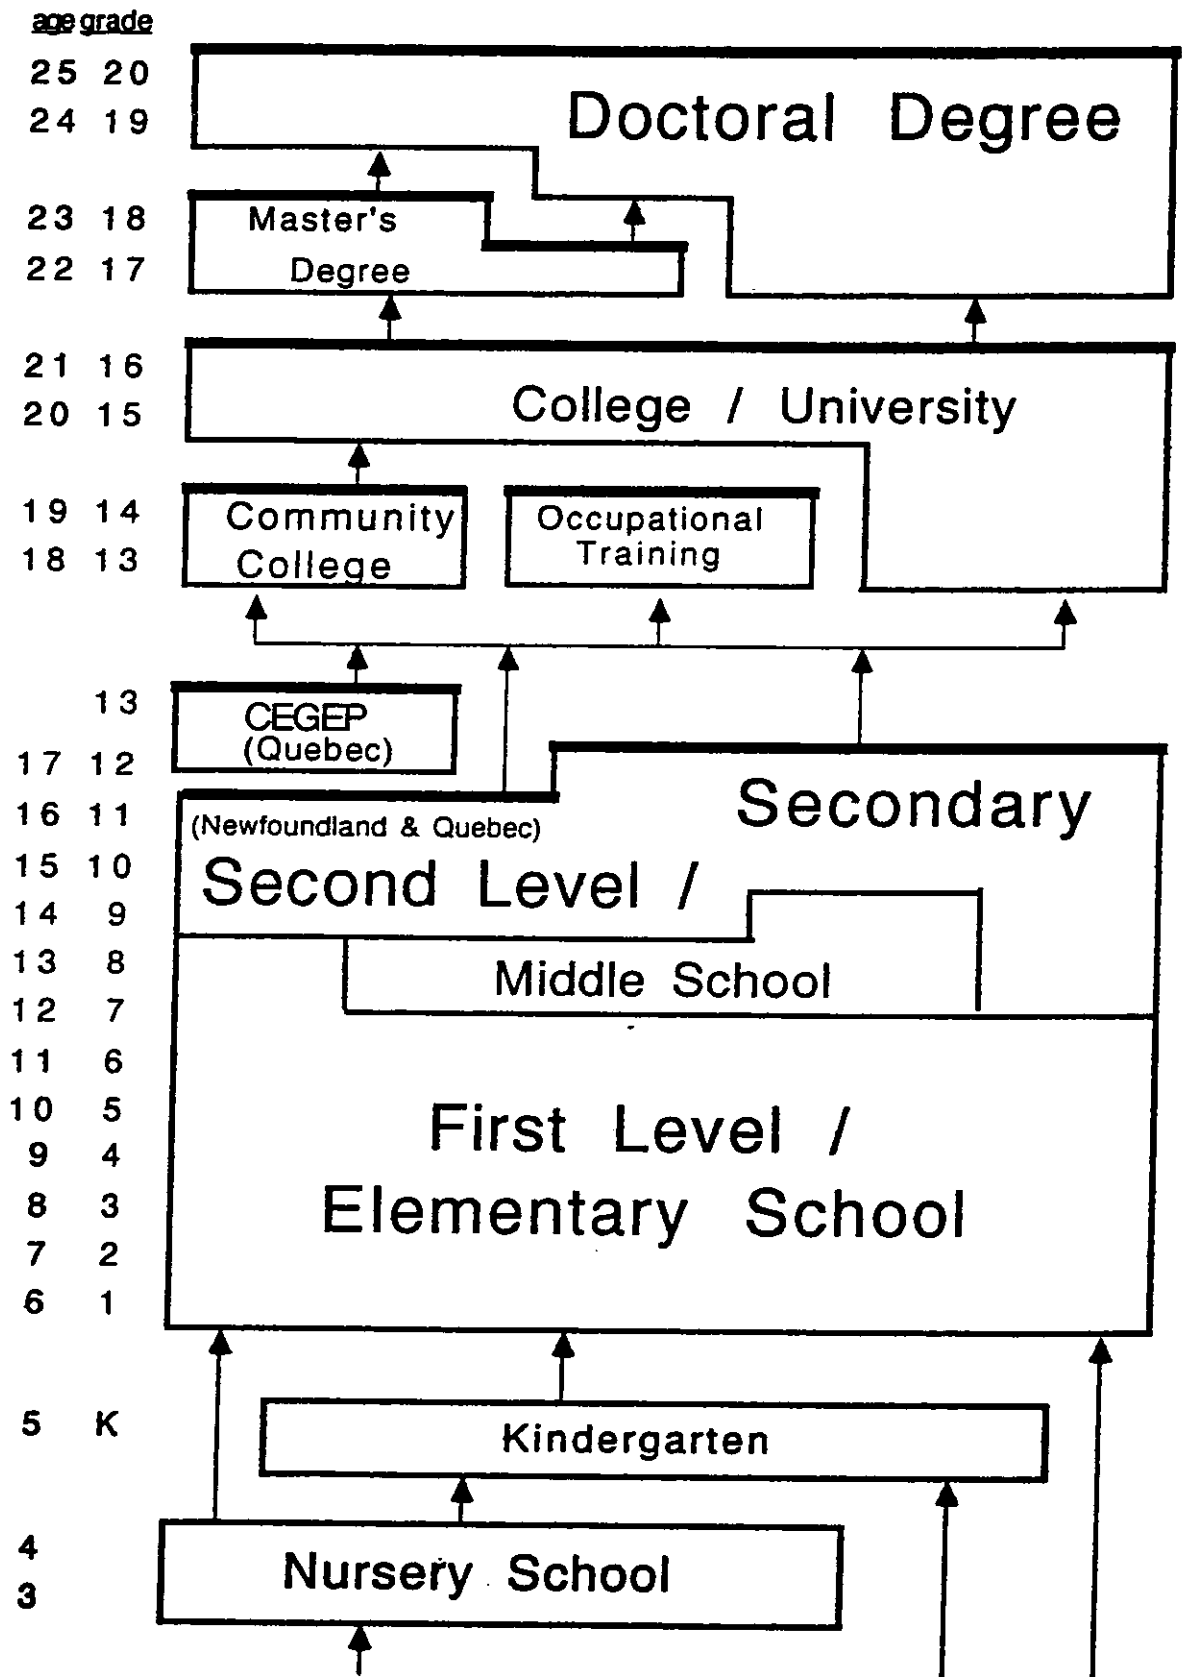 age grade
25 20
24 19
Doctoral Degree
23 18
Master's
22 17
Degree
21 16
20 15
College / University
19 14
Community
Occupational
18 13
College
Training
13
CEGEP
(Quebec)
17 12
16 11
Secondary
(Newfoundland & Quebec)
15 10
Second Level /
14 9
13 8
Middle School
12 7
11 6
10 5
First Level /
9 4
8 3
Elementary School
7 2
6 1
5 K
Kindergarten
4
Nursery School
3